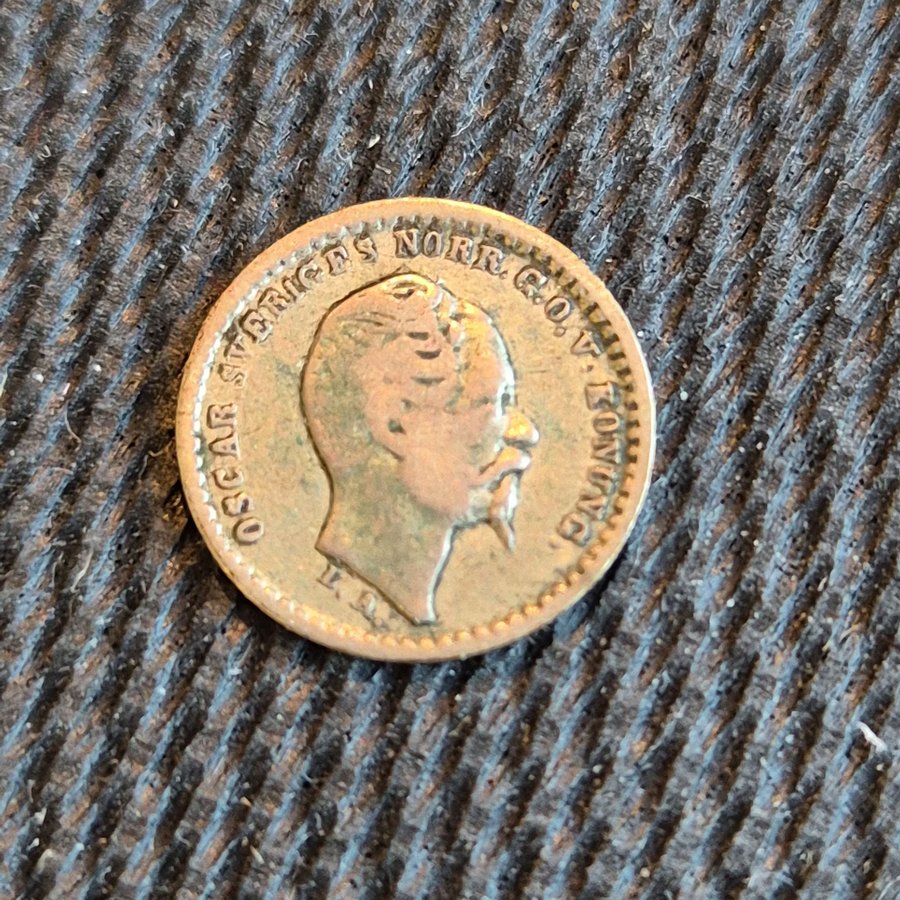 OSCAR SVERIGES NORR. G. O. V. KONUNG.
L. A.